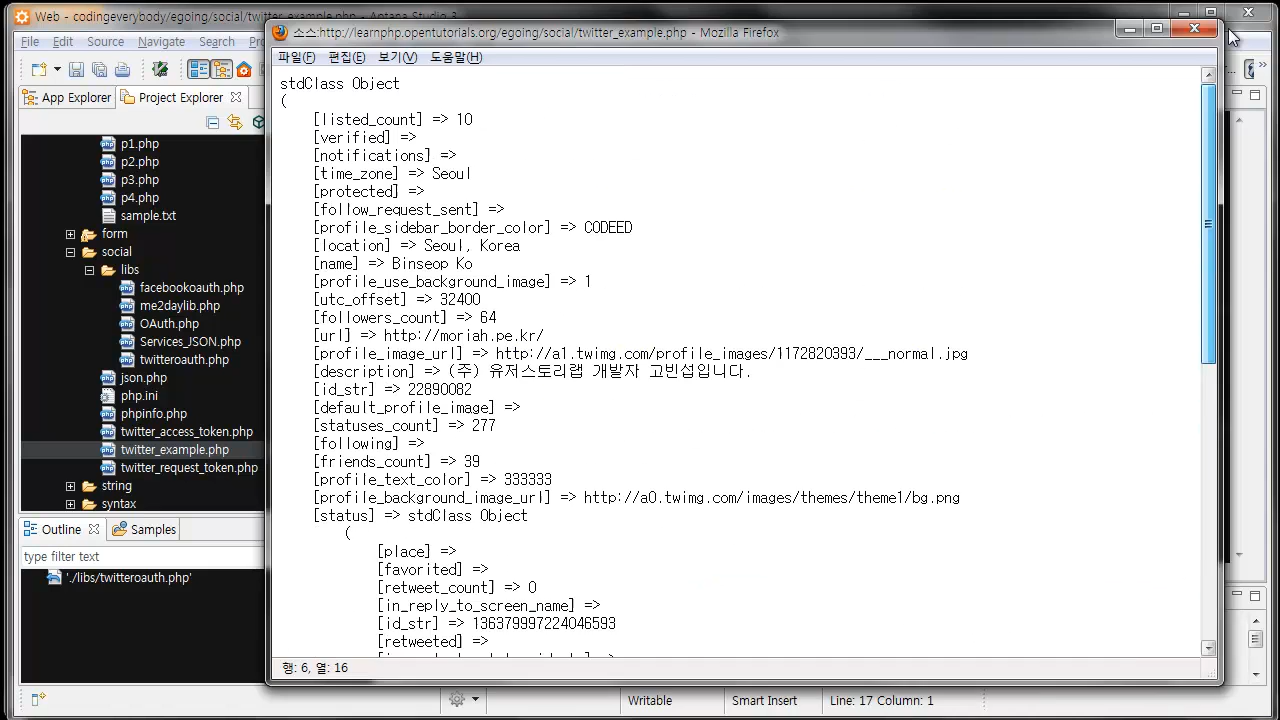 Web - codingeverybody/egoing/social/twitter_example.php - Aptana Studio 3
File Edit Source Navigate Search
App Explorer
Project Explorer
p1.php
p2.php
p3.php
p4.php
sample.txt
form
social
libs
facebookoauth.php
me2daylib.php
OAuth.php
Services_JSON.php
twitteroauth.php
json.php
php.ini
phpinfo.php
twitter_access_token.php
twitter_example.php
twitter_request_token.php
string
syntax
Outline
Samples
type filter text
'./libs/twitteroauth.php'
소스:http://learnphp.opentutorials.org/egoing/social/twitter_example.php - Mozilla Firefox
파일(F) 편집(E) 보기(V) 도움말(H)
stdClass Object
(
[listed_count] => 10
[verified] =>
[notifications] =>
[time_zone] => Seoul
[protected] =>
[follow_request_sent] =>
[profile_sidebar_border_color] => C0DEED
[location] => Seoul, Korea
[name] => Binseop Ko
[profile_use_background_image] => 1
[utc_offset] => 32400
[followers_count] => 64
[url] => http://moriah.pe.kr/
[profile_image_url] => http://a1.twimg.com/profile_images/1172892393/___normal.jpg
[description] => (주) 유저스토리랩 개발자 고빈섭입니다.
[id_str] => 22890082
[default_profile_image] =>
[statuses_count] => 277
[following] =>
[friends_count] => 39
[profile_text_color] => 333333
[profile_background_image_url] => http://a0.twimg.com/images/themes/theme1/bg.png
[status] => stdClass Object
(
[place] =>
[favorited] =>
[retweet_count] => 0
[in_reply_to_screen_name] =>
[id_str] => 136379997224046593
[retweeted] =>
행: 6, 열: 16
Writable
Smart Insert
Line: 17 Column: 1